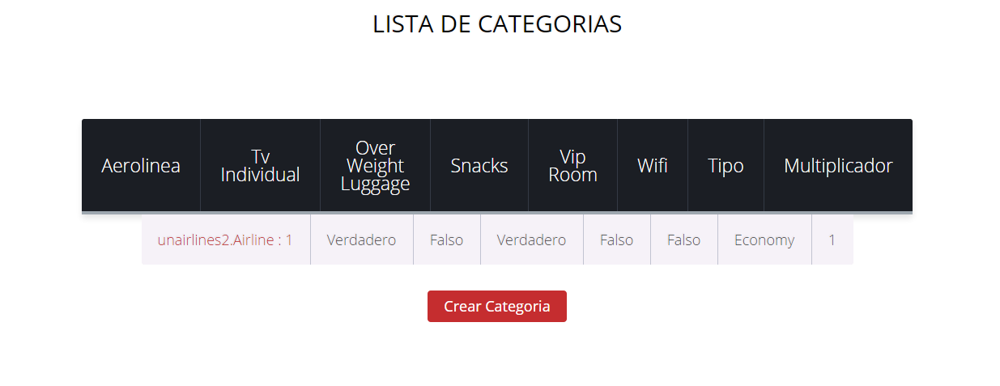 LISTA DE CATEGORIAS
Aerolinea
Tv
Individual
Over
Weight
Luggage
Snacks
Vip
Room
Wifi
Tipo
Multiplicador
unairlines2.Airline : 1
Verdadero
Falso
Verdadero
Falso
Falso
Economy
1
Crear Categoria